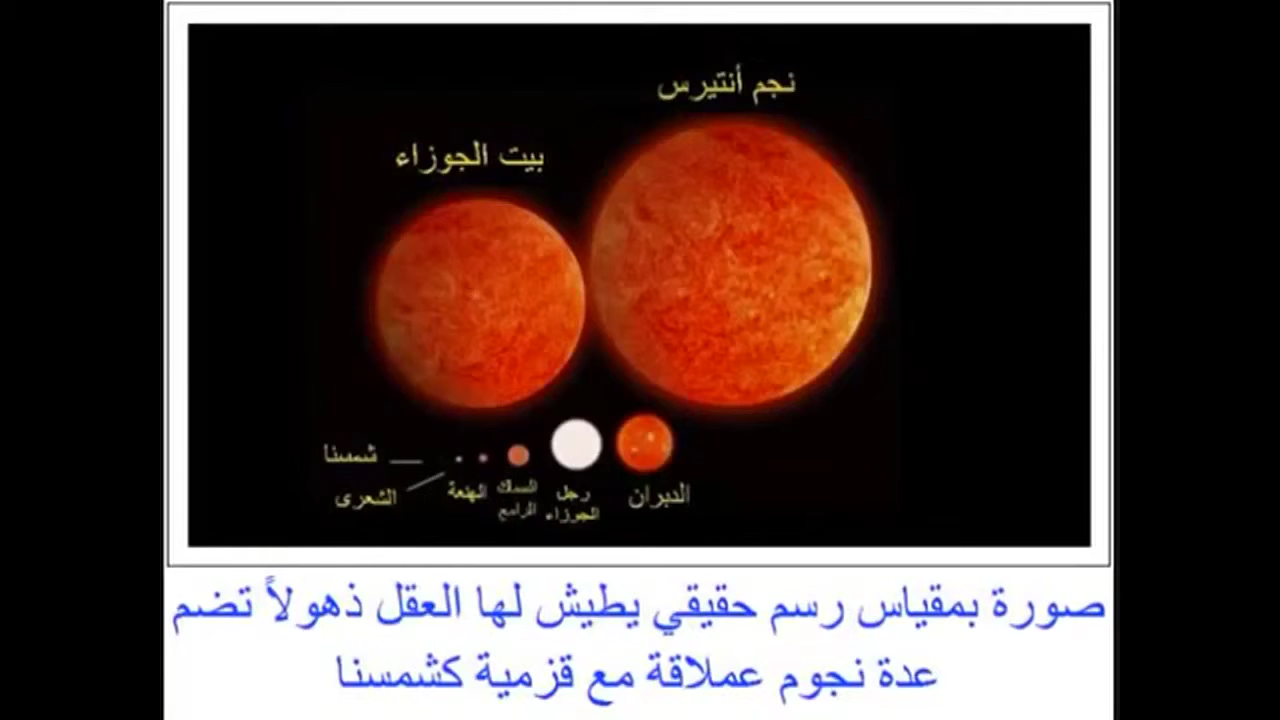 نجم أنتيرس
بيت الجوزاء
شمسنا
الشعرى
الهنعة
السماك
الرامح
رجل
الجوزاء
الدبران
صورة بمقياس رسم حقيقي يطيش لها العقل ذهولاً تضم
عدة نجوم عملاقة مع قزمية كشمسنا